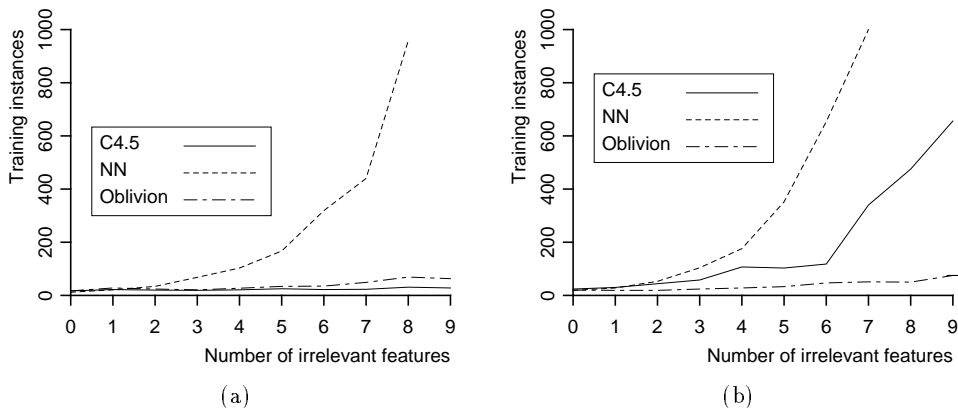 Training instances
1000
800
600
400
200
0
C4.5
NN
Oblivion
0 1 2 3 4 5 6 7 8 9
Number of irrelevant features
(a)
Training instances
1000
800
600
400
200
0
C4.5
NN
Oblivion
0 1 2 3 4 5 6 7 8 9
Number of irrelevant features
(b)